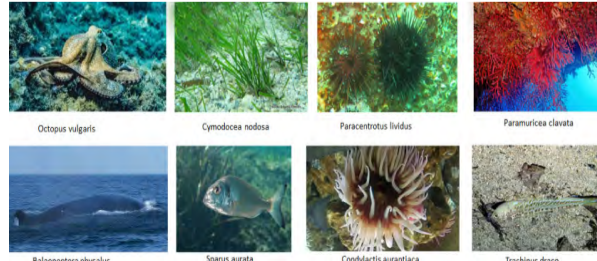 Octopus vulgaris
Cymodocea nodosa
Paracentrotus lividus
Paramuricea clavata
Balaenoptera physalus
Sparus aurata
Condylactis aurantiaca
Trachinus draco